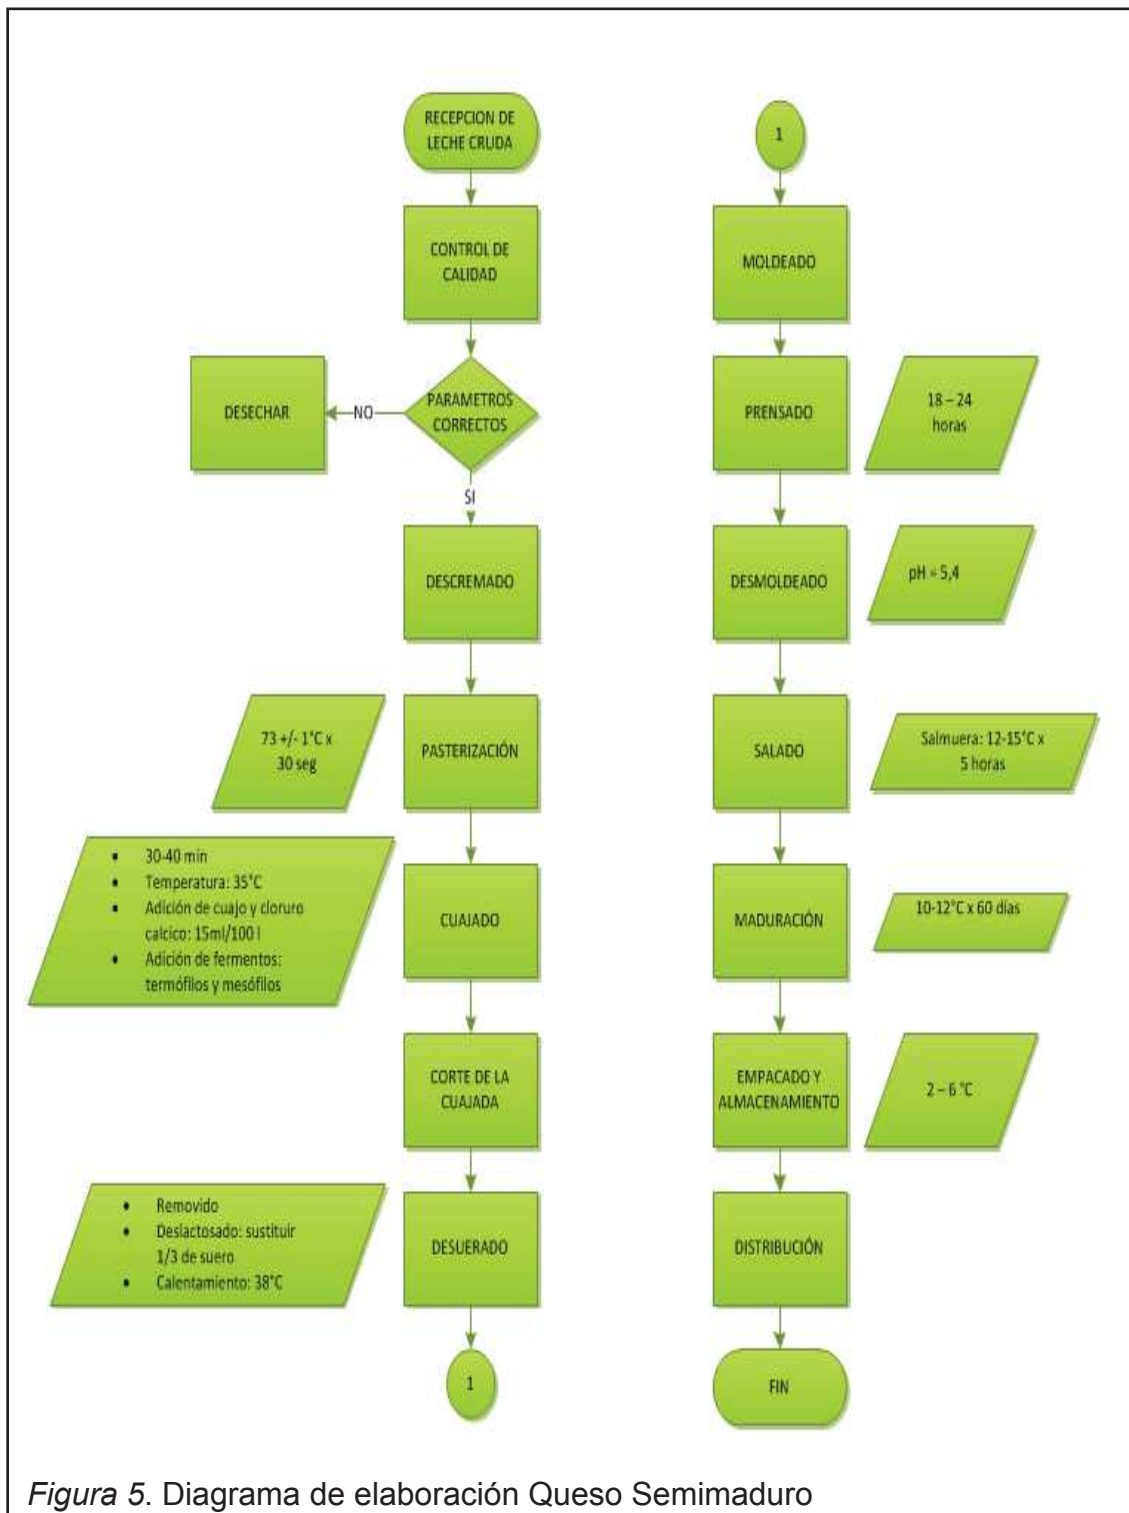 RECEPCION DE
LECHE CRUDA
CONTROL DE
CALIDAD
PARAMETROS
CORRECTOS
NO
DESECHAR
SI
DESCREMADO
73 +/- 1°C x
30 seg
PASTERIZACIÓN
• 30-40 min
• Temperatura: 35°C
• Adición de cuajo y cloruro
calcico: 15ml/100 l
• Adición de fermentos:
termófilos y mesófilos
CUAJADO
CORTE DE LA
CUAJADA
• Removido
• Deslactosado: sustituir
1/3 de suero
• Calentamiento: 38°C
DESUERADO
1
1
MOLDEADO
PRENSADO
18 – 24
horas
DESMOLDEADO
pH = 5,4
SALADO
Salmuera: 12-15°C x
5 horas
MADURACIÓN
10-12°C x 60 días
EMPACADO Y
ALMACENAMIENTO
2 – 6 °C
DISTRIBUCIÓN
FIN
Figura 5. Diagrama de elaboración Queso Semimaduro